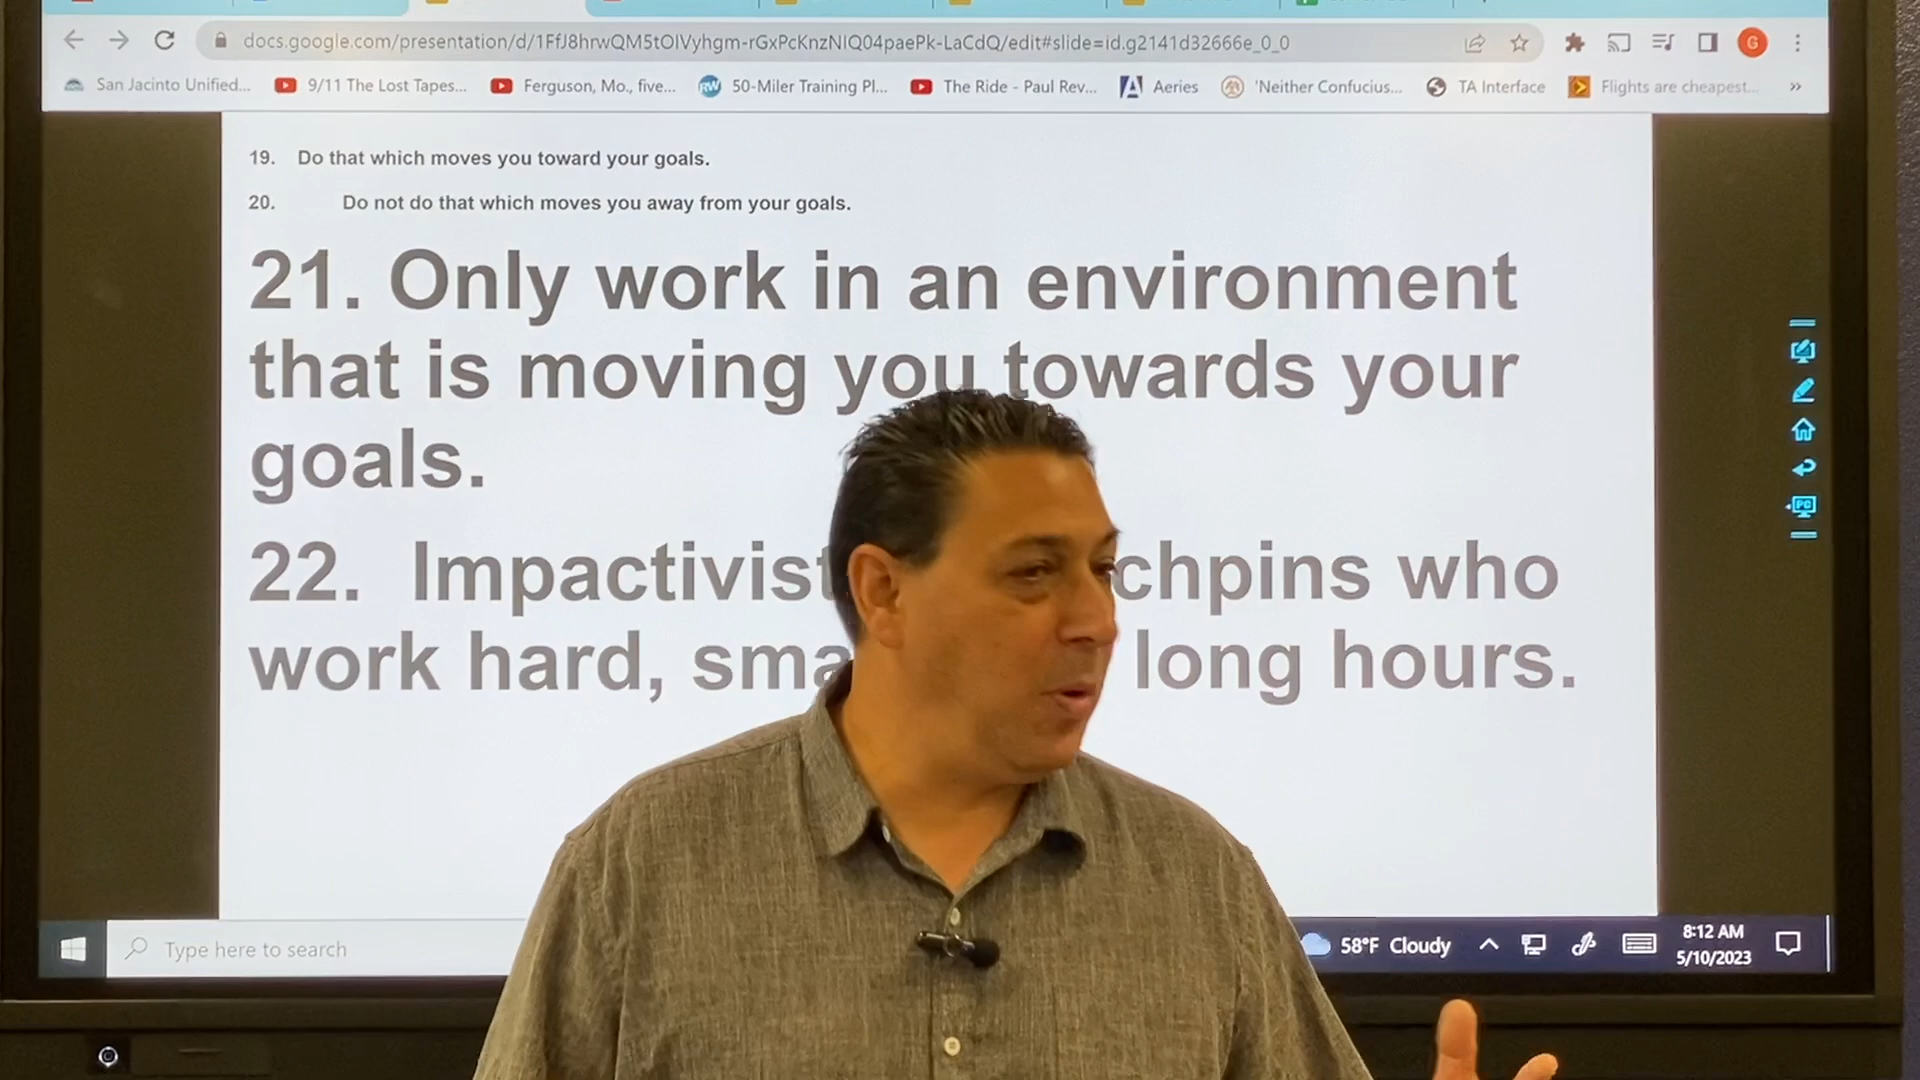 docs.google.com/presentation/d/1FfJ8hrwQM5tOlVyhgm-rGxPcKnzNIQ04paePk-LaCdQ/edit#slide=id.g2141d32666e_0_0
G
San Jacinto Unified... 9/11 The Lost Tapes... Ferguson, Mo., five... RW 50-Miler Training Pl... The Ride - Paul Rev... A Aeries 'Neither Confucius... TA Interface Flights are cheapest... »
19. Do that which moves you toward your goals.
20. Do not do that which moves you away from your goals.
21. Only work in an environment
that is moving you towards your
goals.
22. Impactivist chpins who
work hard, sma long hours.
PC
Type here to search
58°F Cloudy
8:12 AM
5/10/2023